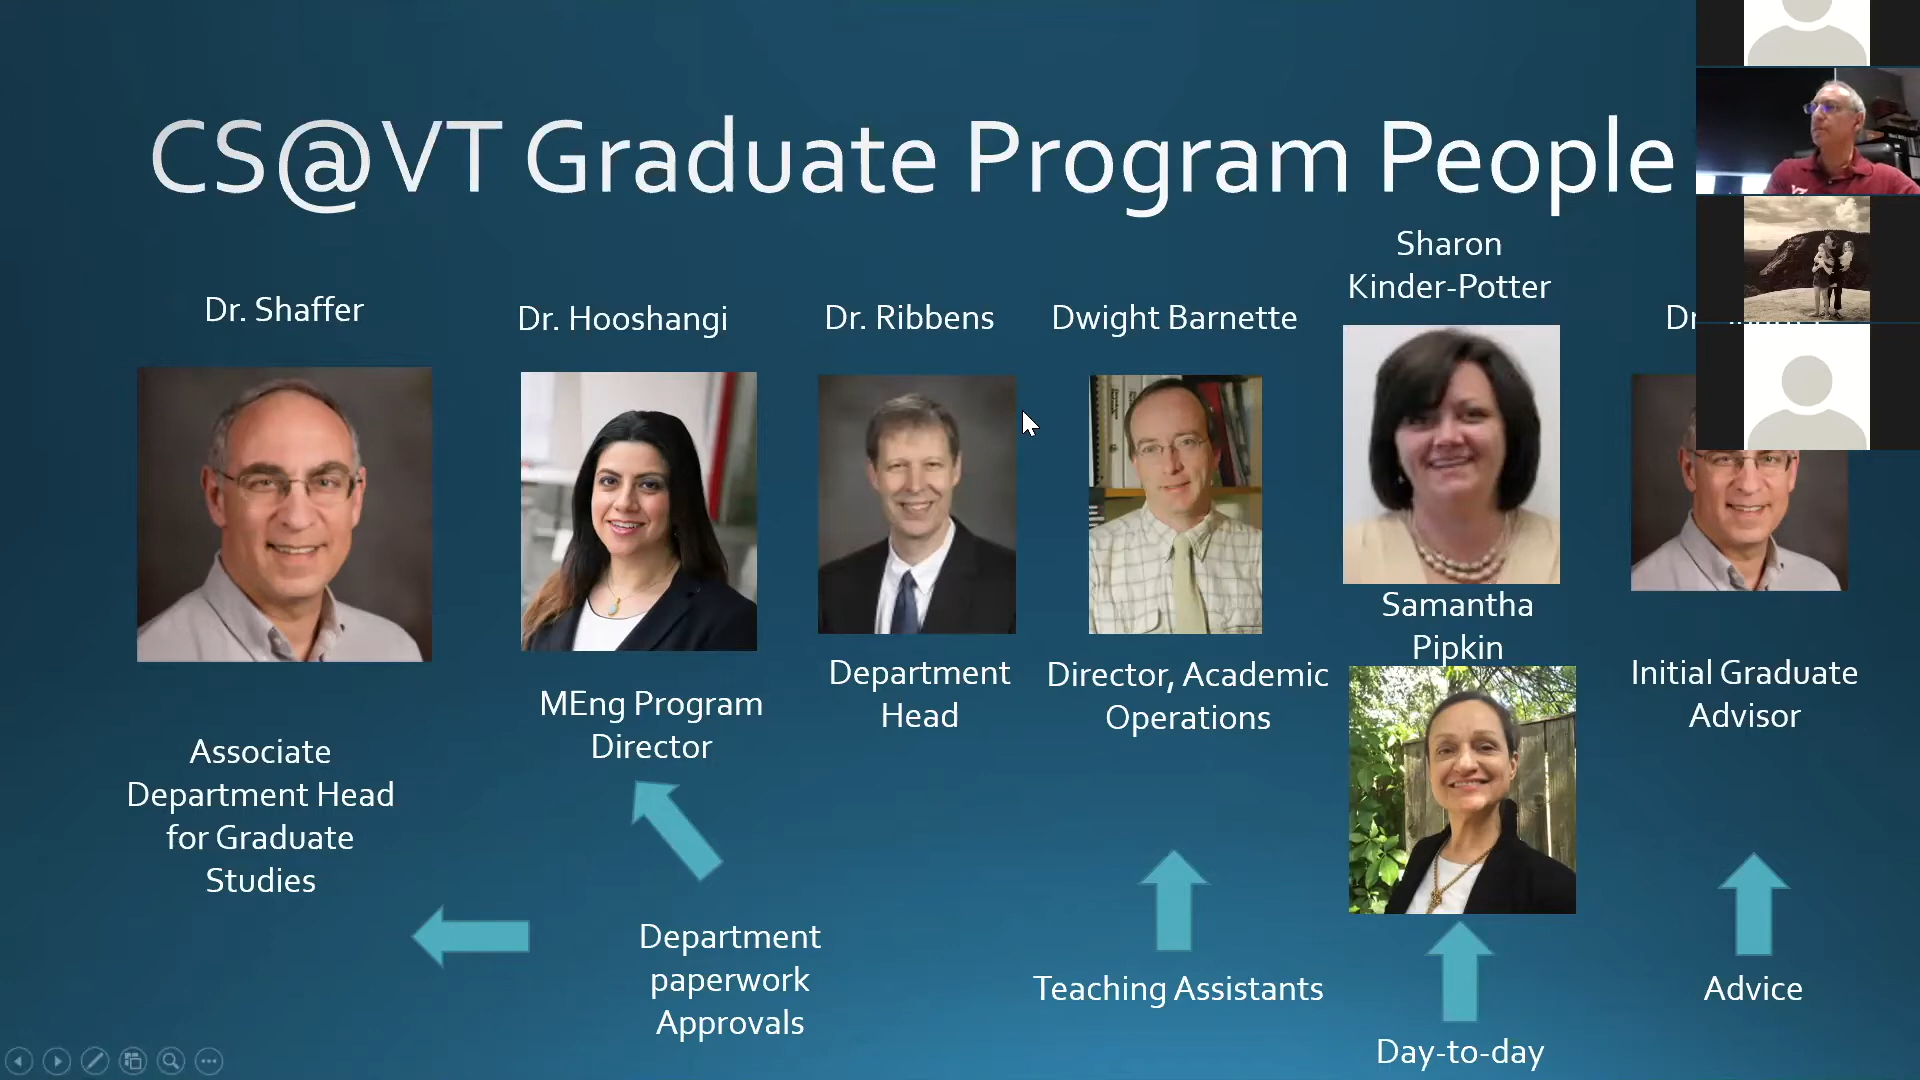 CS@VT Graduate Program People
Dr. Shaffer
Associate
Department Head
for Graduate
Studies
Dr. Hooshangi
MEng Program
Director
Dr. Ribbens
Department
Head
Dwight Barnette
Director, Academic
Operations
Sharon
Kinder-Potter
Samantha
Pipkin
Initial Graduate
Advisor
Department
paperwork
Approvals
Teaching Assistants
Day-to-day
Advice